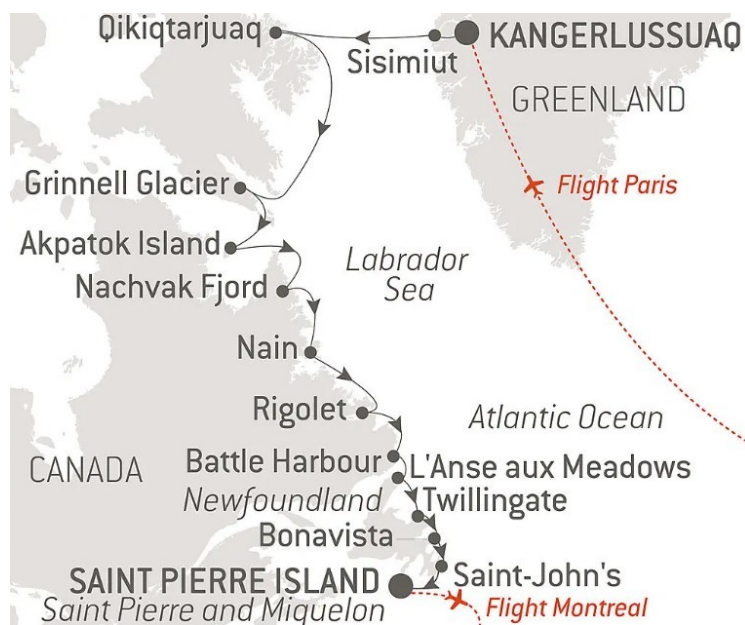 Qikiqtarjuaq
KANGERLUSSUAQ
Sisimiut
GREENLAND
Grinnell Glacier
Flight Paris
Akpatok Island
Labrador
Sea
Nachvak Fjord
Nain
Rigolet
Atlantic Ocean
CANADA
Battle Harbour
L'Anse aux Meadows
Newfoundland
Twillingate
Bonavista
SAINT PIERRE ISLAND
Saint-John's
Saint Pierre and Miquelon
Flight Montreal